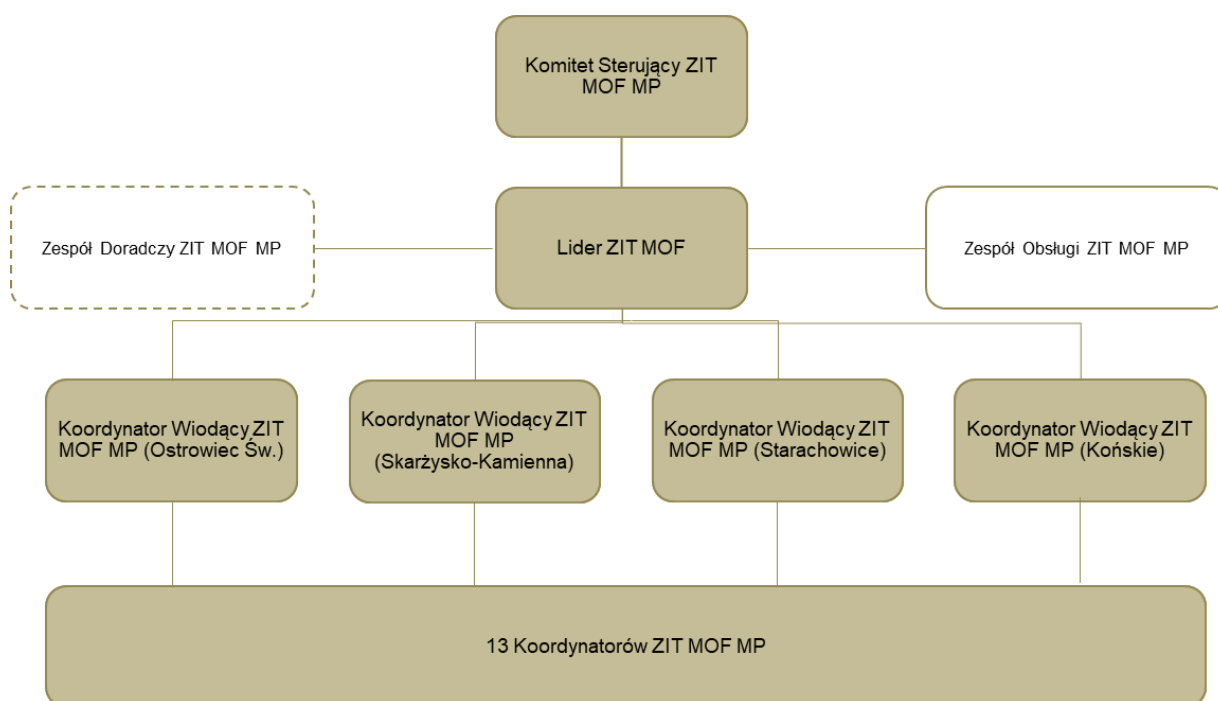 Komitet Sterujący ZIT
MOF MP
Zespół Doradczy ZIT MOF MP
Lider ZIT MOF
Zespół Obsługi ZIT MOF MP
Koordynator Wiodący ZIT
MOF MP (Ostrowiec Św.)
Koordynator Wiodący ZIT
MOF MP
(Skarżysko-Kamienna)
Koordynator Wiodący ZIT
MOF MP (Starachowice)
Koordynator Wiodący ZIT
MOF MP (Końskie)
13 Koordynatorów ZIT MOF MP